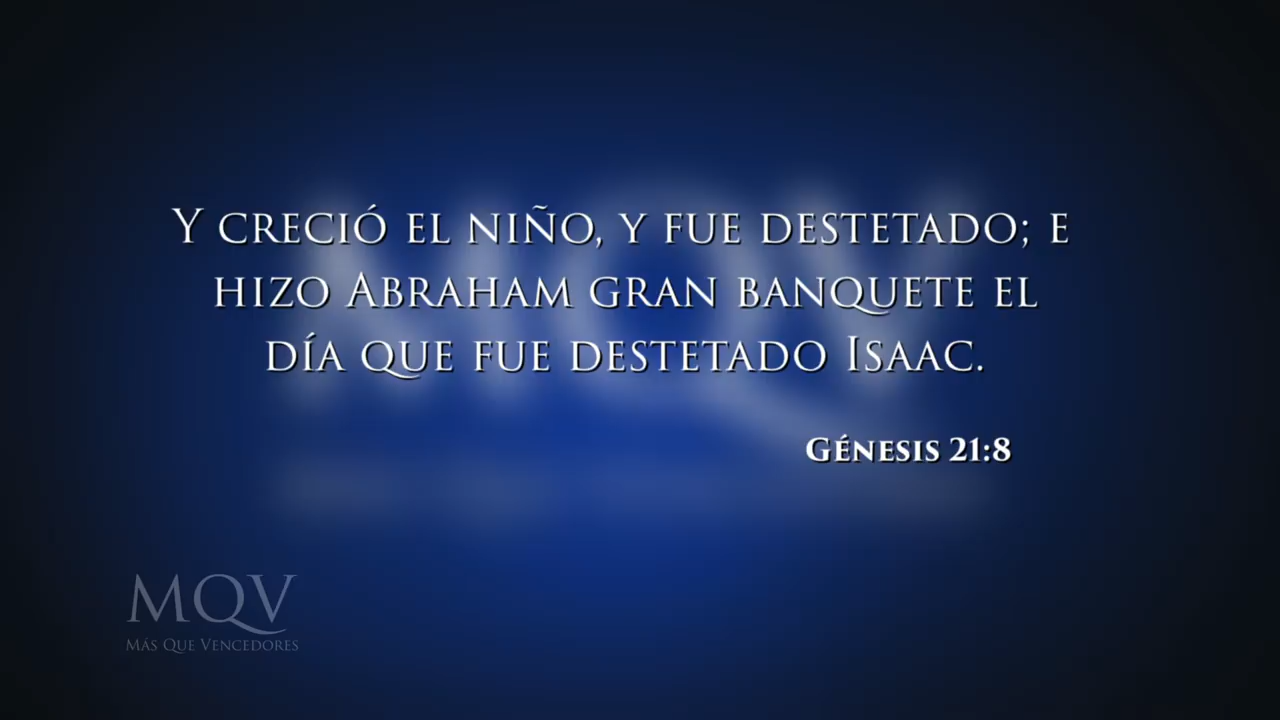 Y creció el niño, y fue destetado; e
hizo Abraham gran banquete el
día que fue destetado Isaac.
Génesis 21:8
MQV
Más Que Vencedores